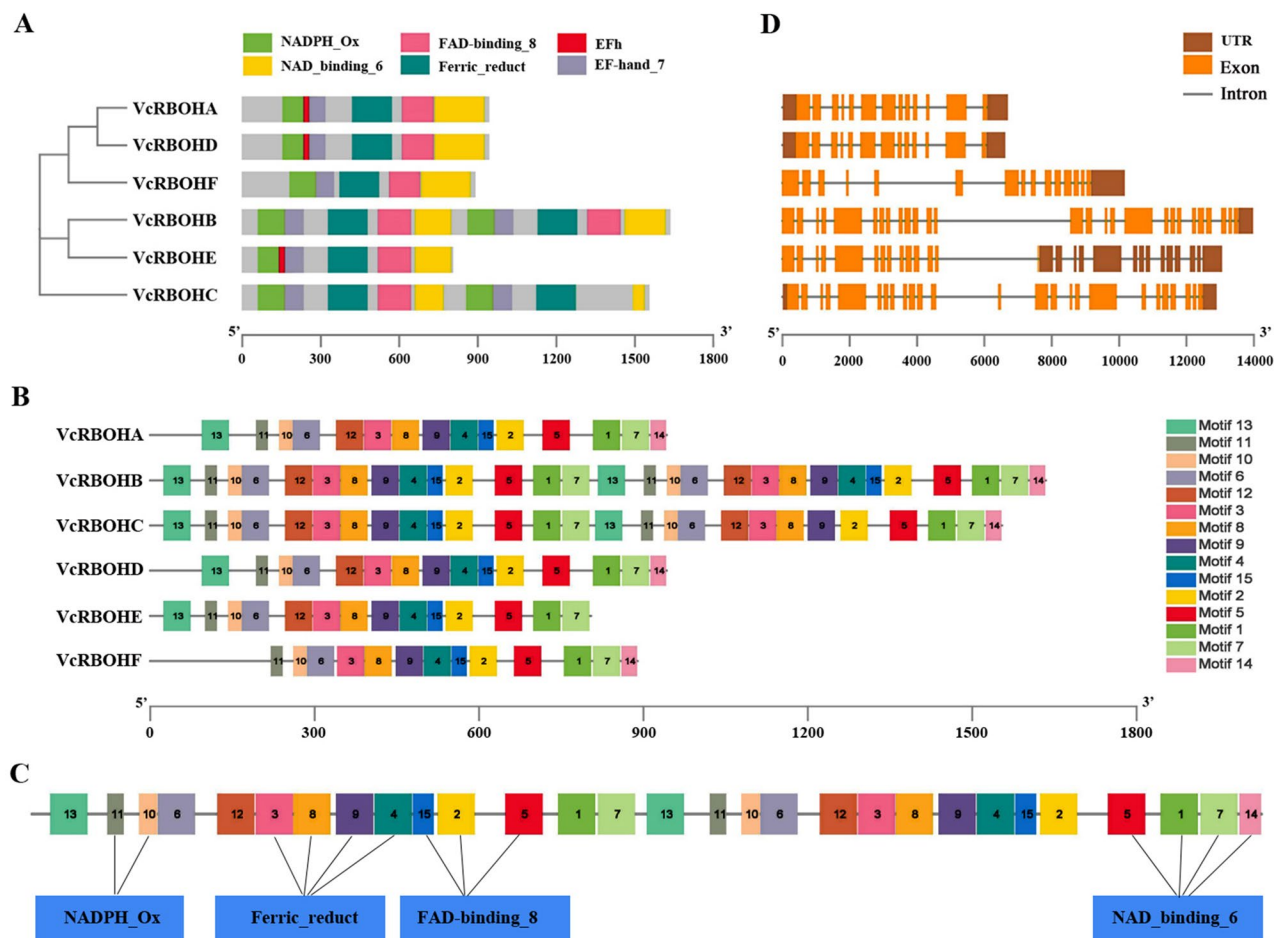 A
NADPH_Ox FAD-binding_8 EFh
NAD_binding_6 Ferric_reduct EF-hand_7
VcRBOHA
VcRBOHD
VcRBOHF
VcRBOHB
VcRBOHE
VcRBOHC
5’ 3’
0 300 600 900 1200 1500 1800
D
UTR
Exon
Intron
5’ 3’
0 2000 4000 6000 8000 10000 12000 14000
B
VcRBOHA 13 11 10 6 12 3 8 9 4 15 2 5 1 7 14
VcRBOHB 13 11 10 6 12 3 8 9 4 15 2 5 1 7 13 11 10 6 12 3 8 9 4 15 2 5 1 7 14
VcRBOHC 13 11 10 6 12 3 8 9 4 15 2 5 1 7 13 11 10 6 12 3 8 9 2 5 1 7 14
VcRBOHD 13 11 10 6 12 3 8 9 4 15 2 5 1 7 14
VcRBOHE 13 11 10 6 12 3 8 9 4 15 2 5 1 7
VcRBOHF 11 10 6 3 8 9 4 15 2 5 1 7 14
5’ 3’
0 300 600 900 1200 1500 1800
Motif 13
Motif 11
Motif 10
Motif 6
Motif 12
Motif 3
Motif 8
Motif 9
Motif 4
Motif 15
Motif 2
Motif 5
Motif 1
Motif 7
Motif 14
C
13 11 10 6 12 3 8 9 4 15 2 5 1 7 13 11 10 6 12 3 8 9 4 15 2 5 1 7 14
NADPH_Ox Ferric_reduct FAD-binding_8 NAD_binding_6